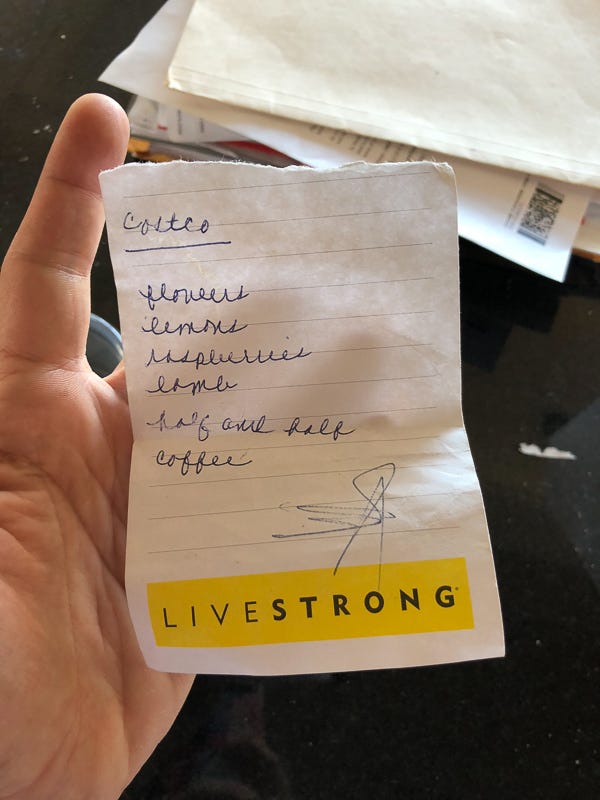 Costco
flowers
lemons
raspberries
lamb
half and half
coffee
LIVESTRONG®